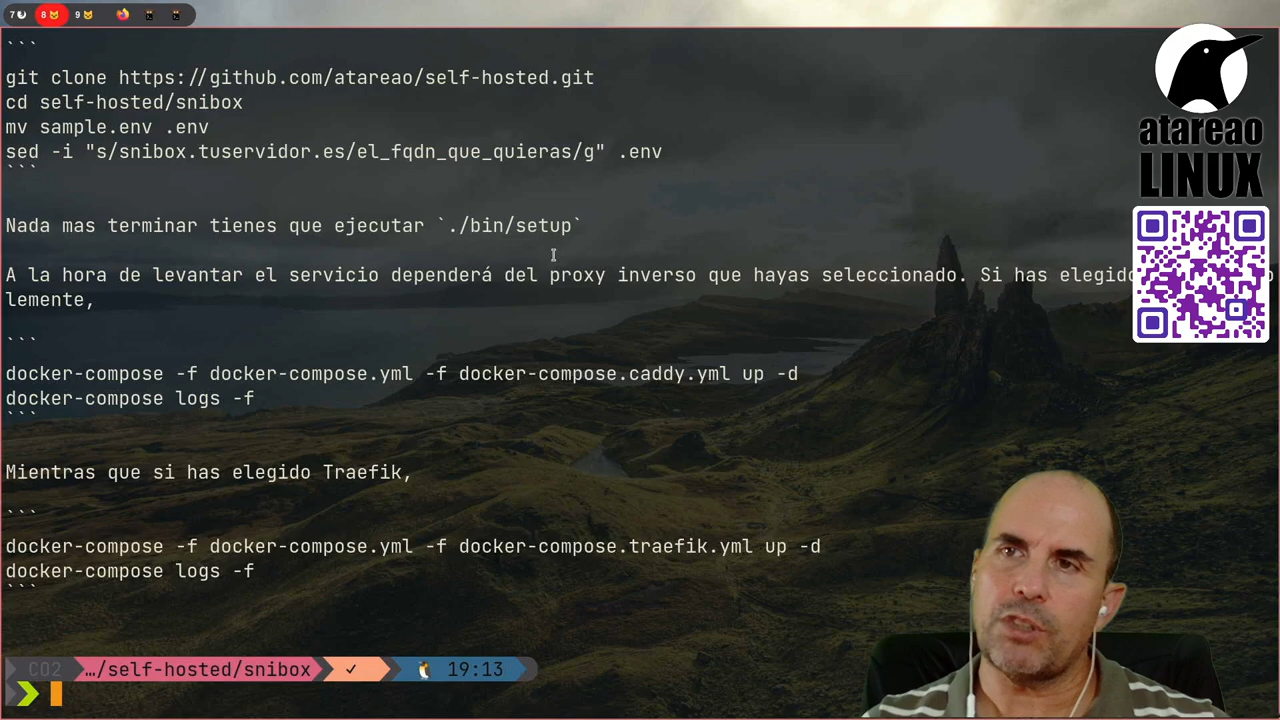 7 8 9
```
git clone https://github.com/atareao/self-hosted.git
cd self-hosted/snibox
mv sample.env .env
sed -i "s/snibox.tuservidor.es/el_fqdn_que_quieras/g" .env
```
Nada mas terminar tienes que ejecutar `./bin/setup`
A la hora de levantar el servicio dependerá del proxy inverso que hayas seleccionado. Si has elegido
lemente,
```
docker-compose -f docker-compose.yml -f docker-compose.caddy.yml up -d
docker-compose logs -f
```
Mientras que si has elegido Traefik,
```
docker-compose -f docker-compose.yml -f docker-compose.traefik.yml up -d
docker-compose logs -f
```
CO2 …/self-hosted/snibox ✓ 19:13
atareao
LINUX